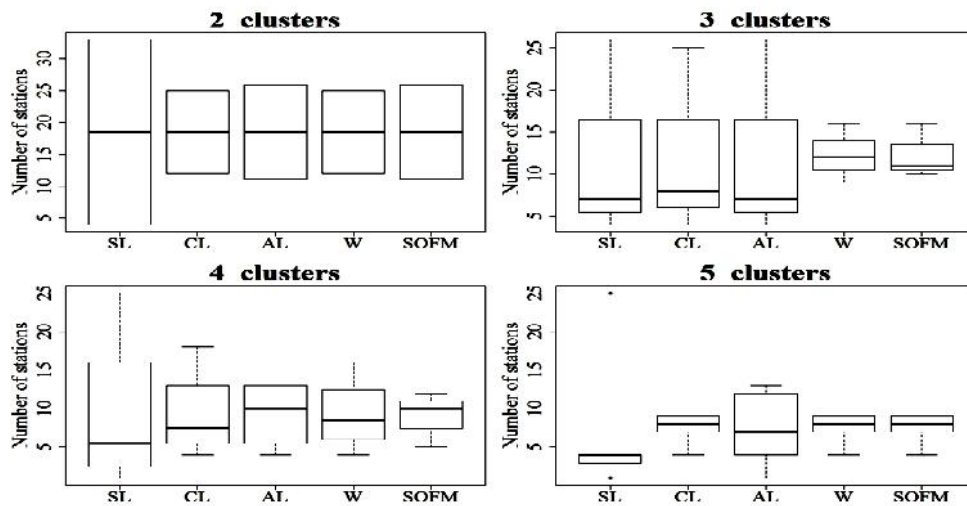 2 clusters
Number of stations
30
25
20
15
10
5
SL CL AL W SOFM
3 clusters
Number of stations
25
20
15
10
5
SL CL AL W SOFM
4 clusters
Number of stations
25
20
15
10
5
SL CL AL W SOFM
5 clusters
Number of stations
25
20
15
10
5
SL CL AL W SOFM